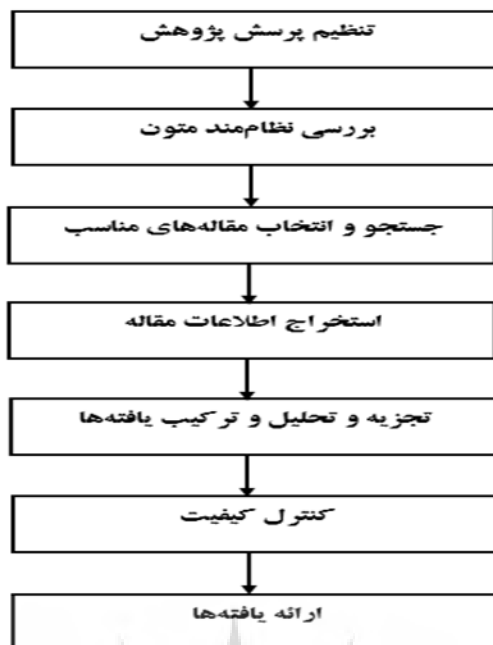 تنظیم پرسش پژوهش
بررسی نظام‌مند متون
جستجو و انتخاب مقاله‌های مناسب
استخراج اطلاعات مقاله
تجزیه و تحلیل و ترکیب یافته‌ها
کنترل کیفیت
ارائه یافته‌ها